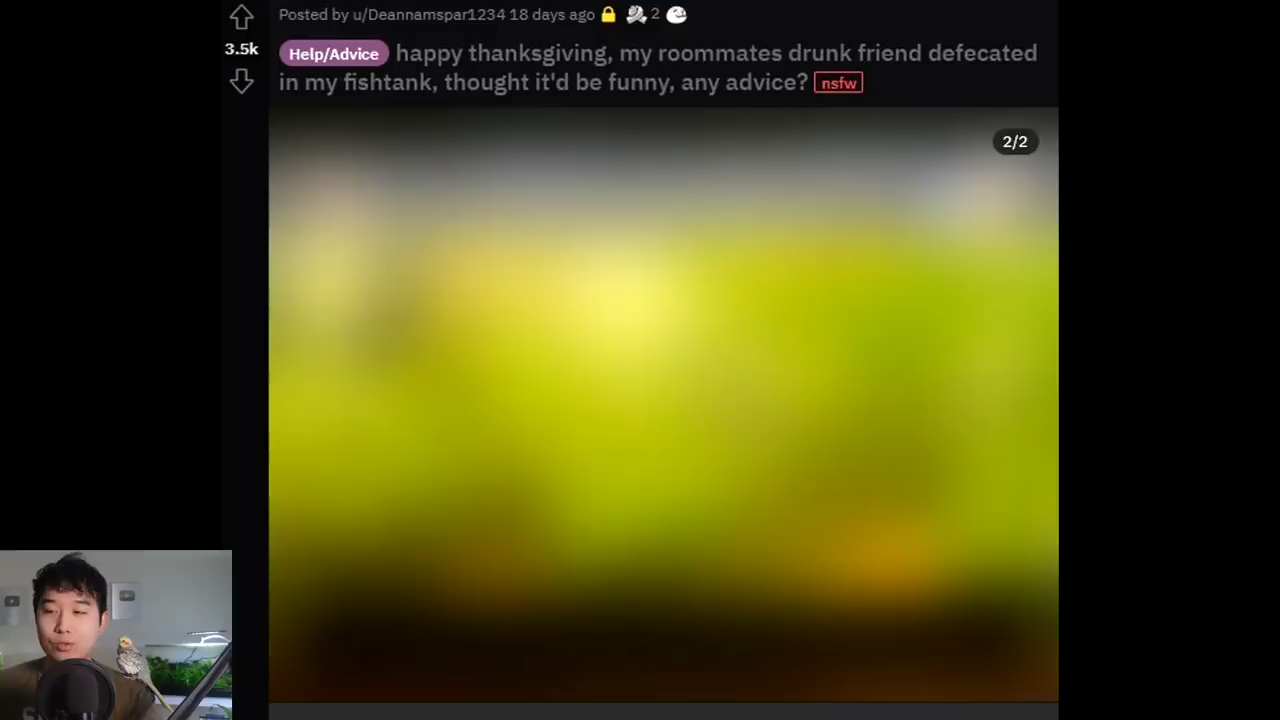 Posted by u/Deannamspar1234 18 days ago 2
3.5k
Help/Advice happy thanksgiving, my roommates drunk friend defecated
in my fishtank, thought it'd be funny, any advice? nsfw
2/2